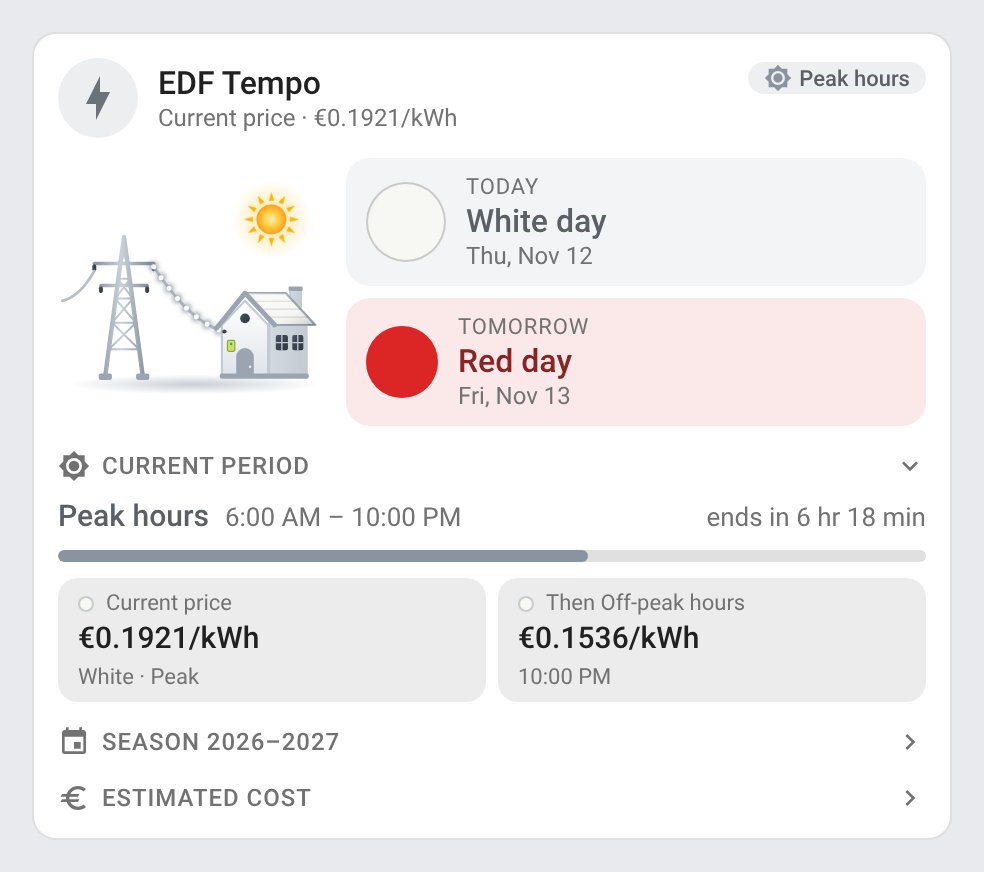 EDF Tempo
Current price · €0.1921/kWh
Peak hours
TODAY
White day
Thu, Nov 12
TOMORROW
Red day
Fri, Nov 13
CURRENT PERIOD
Peak hours 6:00 AM – 10:00 PM ends in 6 hr 18 min
Current price
€0.1921/kWh
White · Peak
Then Off-peak hours
€0.1536/kWh
10:00 PM
SEASON 2026–2027
ESTIMATED COST